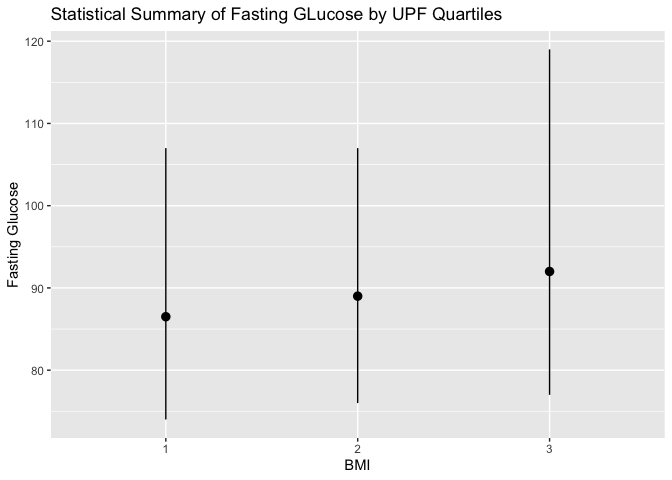 Statistical Summary of Fasting GLucose by UPF Quartiles
120
110
100
90
80
Fasting Glucose
1 2 3
BMI